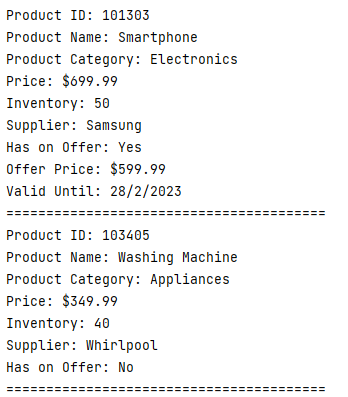 Product ID: 101303
Product Name: Smartphone
Product Category: Electronics
Price: $699.99
Inventory: 50
Supplier: Samsung
Has on Offer: Yes
Offer Price: $599.99
Valid Until: 28/2/2023
========================================
Product ID: 103405
Product Name: Washing Machine
Product Category: Appliances
Price: $349.99
Inventory: 40
Supplier: Whirlpool
Has on Offer: No
========================================